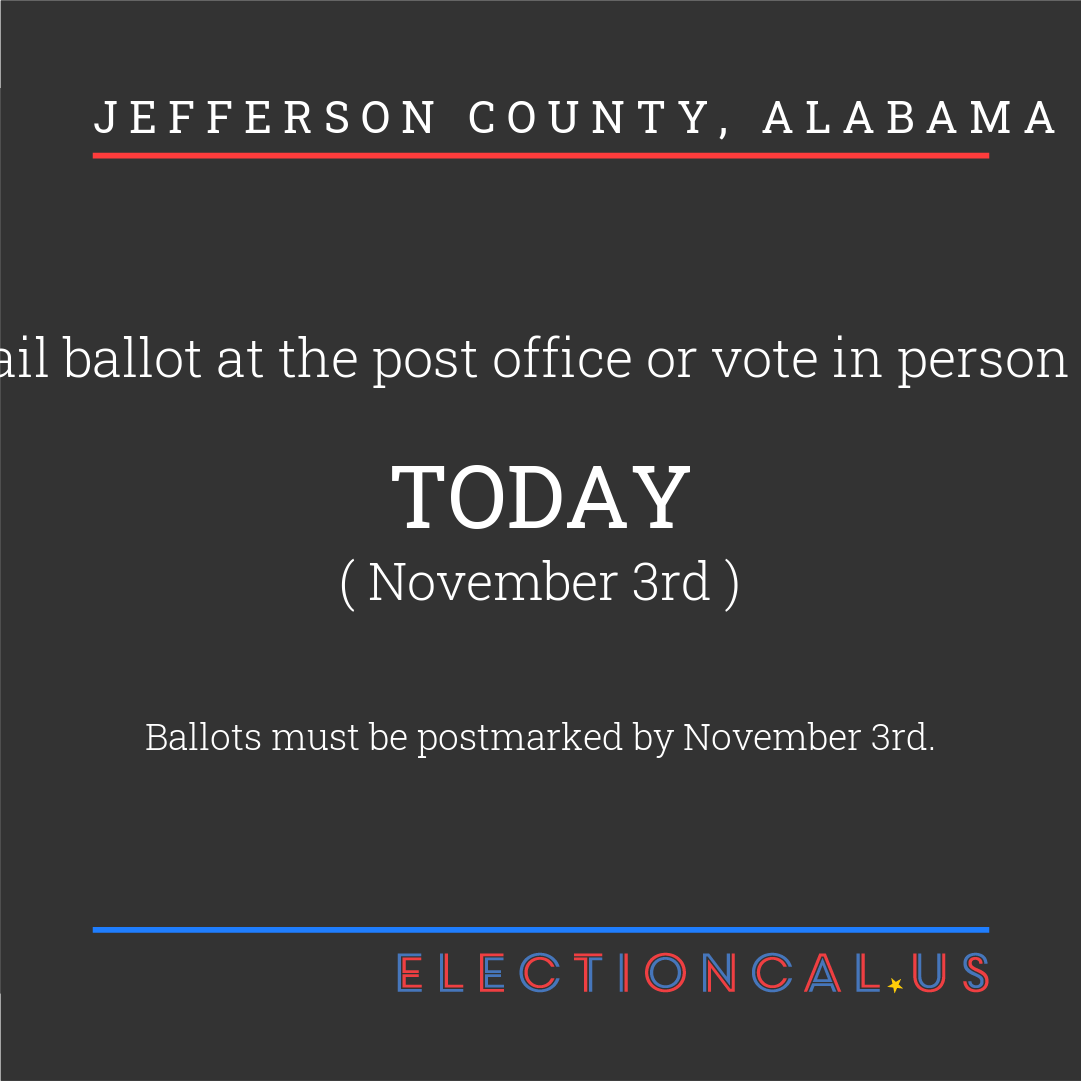 JEFFERSON COUNTY, ALABAMA
ail ballot at the post office or vote in person
TODAY
( November 3rd )
Ballots must be postmarked by November 3rd.
ELECTIONCAL.US